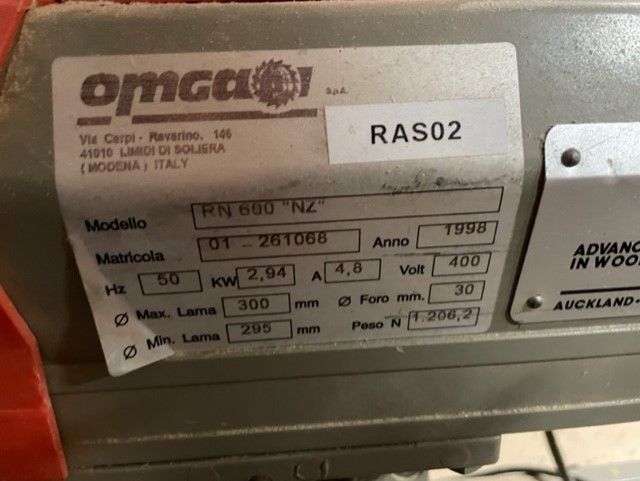 omga S.p.A.
Via Carpi - Ravarino, 146
41010 LIMIDI DI SOLIERA
( MODENA ) ITALY
RAS02
Modello RN 600 "NZ"
Matricola 01 - 261068 Anno 1998
Hz 50 KW 2,94 A 4,8 Volt 400
Ø Max. Lama 300 mm Ø Foro mm. 30
Ø Min. Lama 295 mm Peso N 1.206,2
ADVANC
IN WOO
AUCKLAND •